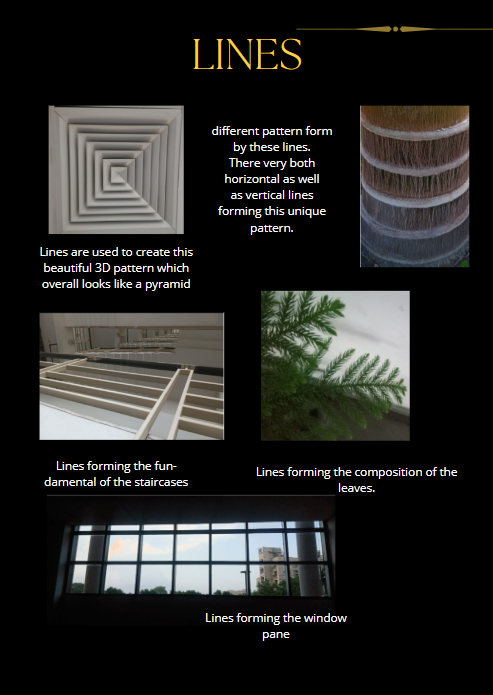 LINES
different pattern form
by these lines.
There very both
horizontal as well
as vertical lines
forming this unique
pattern.
Lines are used to create this
beautiful 3D pattern which
overall looks like a pyramid
Lines forming the fun-
damental of the staircases
Lines forming the composition of the
leaves.
Lines forming the window
pane